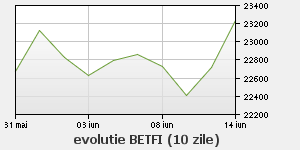 23400
23200
23000
22800
22600
22400
22200
31 mai
03 iun
08 iun
14 iun
evolutie BETFI (10 zile)